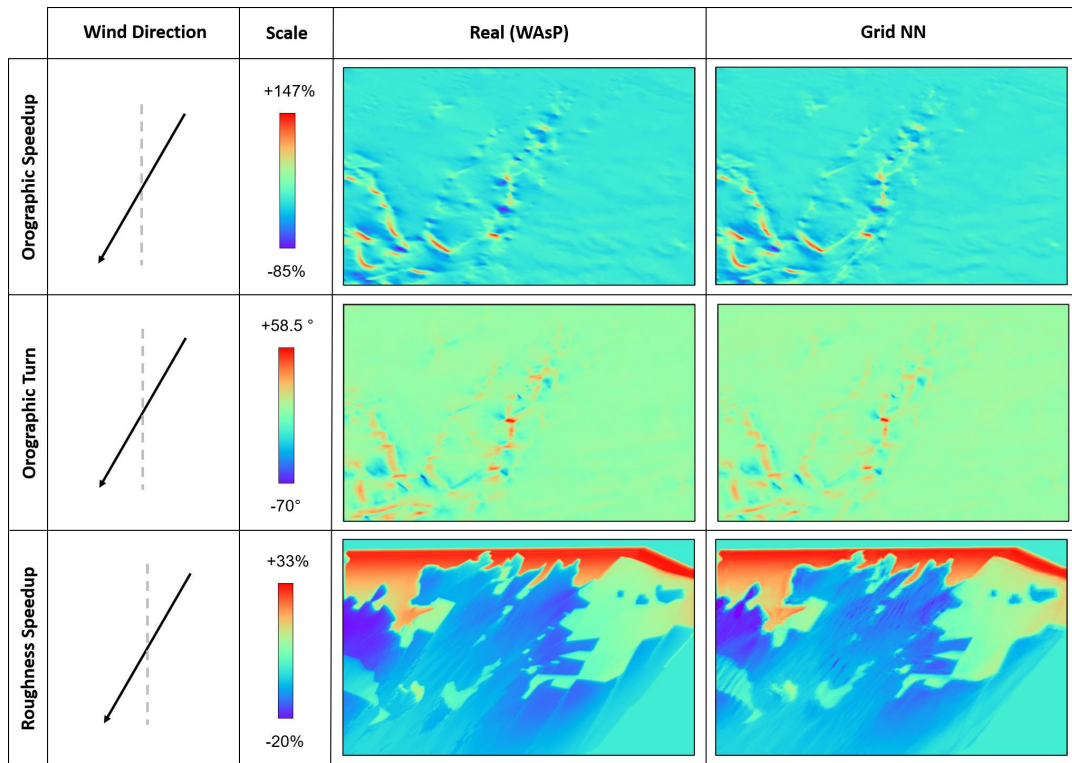 Wind Direction
Scale
Real (WAsP)
Grid NN
Orographic Speedup
+147%
-85%
Orographic Turn
+58.5 °
-70°
Roughness Speedup
+33%
-20%